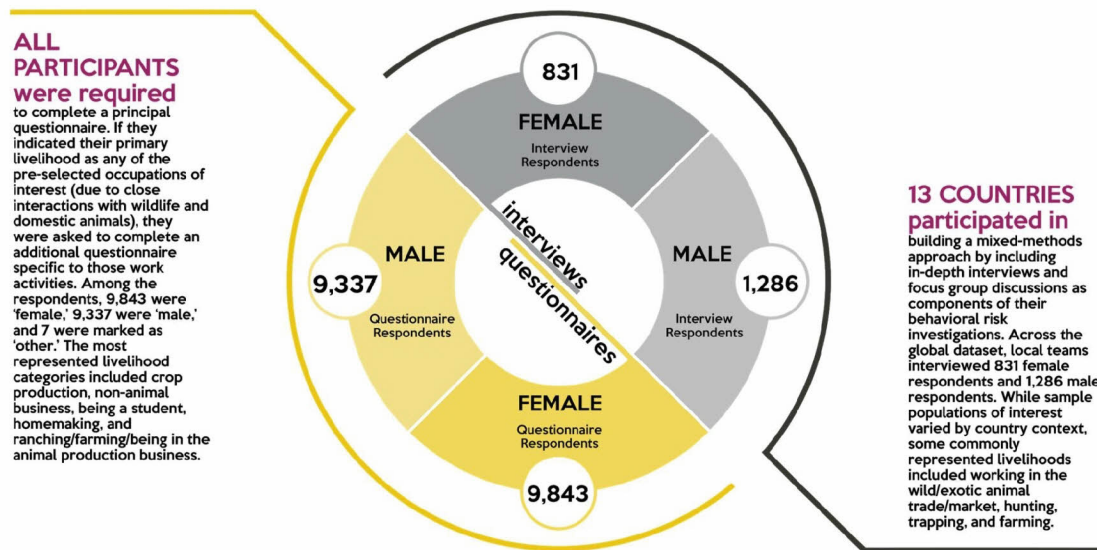 ALL
PARTICIPANTS
were required
to complete a principal
questionnaire. If they
indicated their primary
livelihood as any of the
pre-selected occupations of
interest (due to close
interactions with wildlife and
domestic animals), they
were asked to complete an
additional questionnaire
specific to those work
activities. Among the
respondents, 9,843 were
‘female,’ 9,337 were ‘male,’
and 7 were marked as
‘other.’ The most
represented livelihood
categories included crop
production, non-animal
business, being a student,
homemaking, and
ranching/farming/being in the
animal production business.
831
FEMALE
Interview
Respondents
MALE
9,337
Questionnaire
Respondents
interviews
questionnaires
MALE
1,286
Interview
Respondents
FEMALE
Questionnaire
Respondents
9,843
13 COUNTRIES
participated in
building a mixed-methods
approach by including
in-depth interviews and
focus group discussions as
components of their
behavioral risk
investigations. Across the
global dataset, local teams
interviewed 831 female
respondents and 1,286 male
respondents. While sample
populations of interest
varied by country context,
some commonly
represented livelihoods
included working in the
wild/exotic animal
trade/market, hunting,
trapping, and farming.